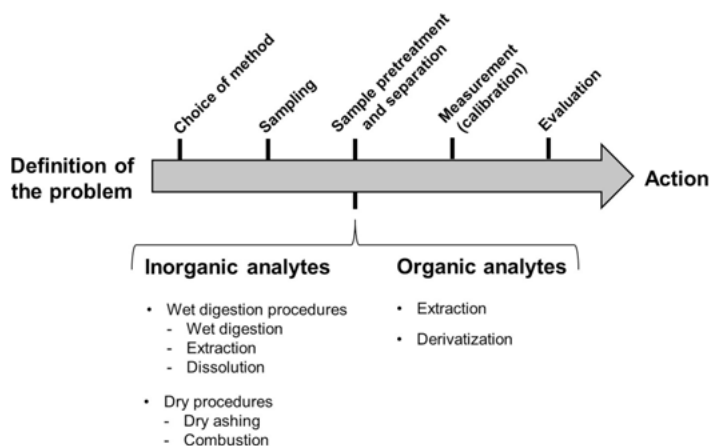 Choice of method
Sampling
Sample pretreatment
and separation
Measurement
(calibration)
Evaluation
Definition of
the problem
Action
Inorganic analytes
• Wet digestion procedures
- Wet digestion
- Extraction
- Dissolution
• Dry procedures
- Dry ashing
- Combustion
Organic analytes
• Extraction
• Derivatization